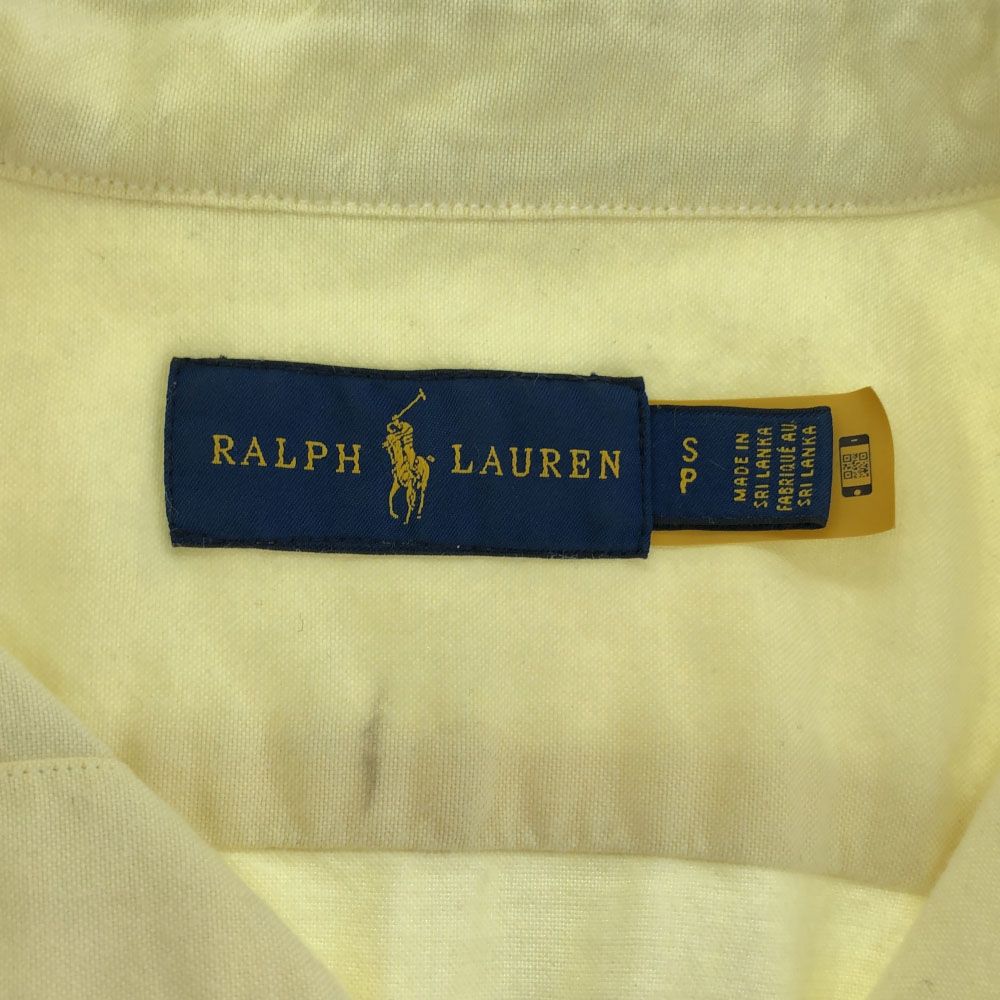 RALPH LAUREN
S
P
MADE IN
SRI LANKA
FABRIQUÉ AU
SRI LANKA